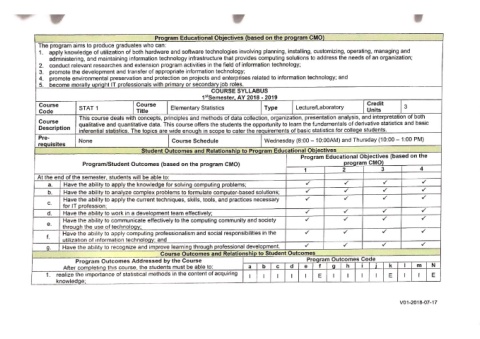 Program Educational Objectives (based on the program CMO)
The program aims to produce graduates who can:
1. apply knowledge of utilization of both hardware and software technologies involving planning, installing, customizing, operating, managing and
administering, and maintaining information technology infrastructure that provides computing solutions to address the needs of an organization;
2. conduct relevant researches and extension program activities in the field of information technology;
3. promote the development and transfer of appropriate information technology;
4. promote environmental preservation and protection on projects and enterprises related to information technology; and
5. become morally upright IT professionals with primary or secondary job roles.
COURSE SYLLABUS
1st Semester, AY 2018 - 2019
Course Code STAT 1 Course Title Elementary Statistics Type Lecture/Laboratory Credit Units 3
Course Description This course deals with concepts, principles and methods of data collection, organization, presentation analysis, and interpretation of both
qualitative and quantitative data. This course offers the students the opportunity to learn the fundamentals of derivative statistics and basic
inferential statistics. The topics are wide enough in scope to cater the requirements of basic statistics for college students.
Pre-requisites None Course Schedule Wednesday (8:00 – 10:00AM) and Thursday (10:00 – 1:00 PM)
Student Outcomes and Relationship to Program Educational Objectives
Program/Student Outcomes (based on the program CMO) Program Educational Objectives (based on the program CMO)
1 2 3 4
At the end of the semester, students will be able to:
a. Have the ability to apply the knowledge for solving computing problems; ✓ ✓ ✓ ✓
b. Have the ability to analyze complex problems to formulate computer-based solutions; ✓ ✓ ✓ ✓
c. Have the ability to apply the current techniques, skills, tools, and practices necessary
for IT profession; ✓ ✓ ✓ ✓
d. Have the ability to work in a development team effectively; ✓ ✓ ✓ ✓
e. Have the ability to communicate effectively to the computing community and society
through the use of technology; ✓ ✓ ✓ ✓
f. Have the ability to apply computing professionalism and social responsibilities in the
utilization of information technology; and ✓ ✓ ✓ ✓
g. Have the ability to recognize and improve learning through professional development. ✓ ✓ ✓ ✓
Course Outcomes and Relationship to Student Outcomes
Program Outcomes Addressed by the Course Program Outcomes Code
After completing this course, the students must be able to: a b c d e f g h i j k l m N
1. realize the importance of statistical methods in the content of acquiring
knowledge; I I I I I E I I I I E I I E
V01-2018-07-17